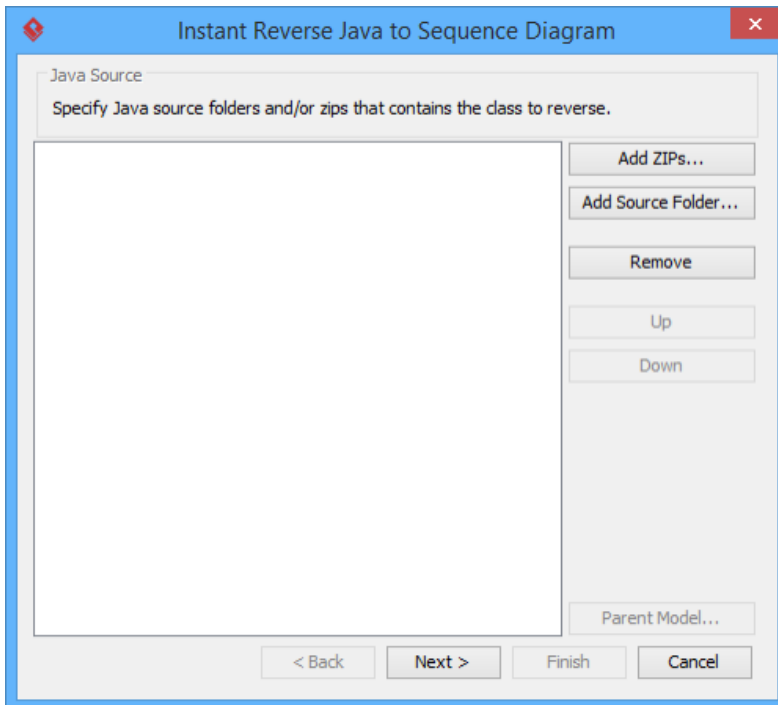 Instant Reverse Java to Sequence Diagram
Java Source
Specify Java source folders and/or zips that contains the class to reverse.
Add ZIPs...
Add Source Folder...
Remove
Up
Down
Parent Model...
< Back Next > Finish Cancel